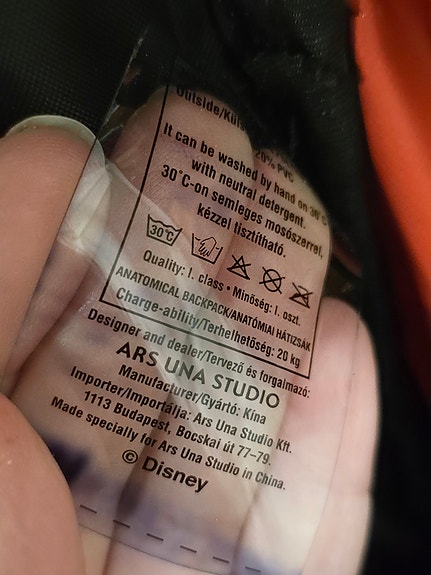 Outside/Küls
20% PVC
It can be washed by hand on 30°C
with neutral detergent.
30°C-on semleges mosószerrel,
kézzel tisztítható.
30°C
Quality: I. class • Minőség: I. oszt.
ANATOMICAL BACKPACK/ANATÓMIAI HÁTIZSÁK
Charge-ability/Terhelhetőség: 20 kg
Designer and dealer/Tervező és forgalmazó:
ARS UNA STUDIO
Manufacturer/Gyártó: Kína
Importer/Importálja: Ars Una Studio Kft.
1113 Budapest, Bocskai út 77-79.
Made specially for Ars Una Studio in China.
© Disney